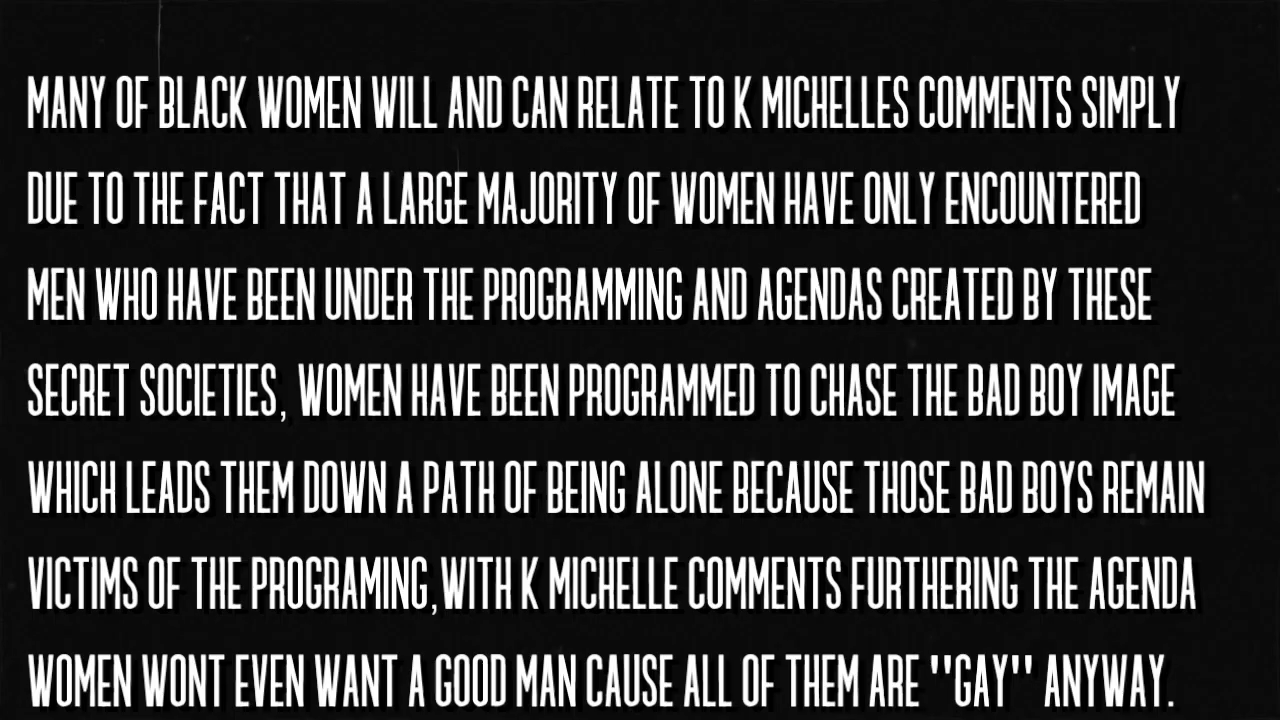 MANY OF BLACK WOMEN WILL AND CAN RELATE TO K MICHELLES COMMENTS SIMPLY
DUE TO THE FACT THAT A LARGE MAJORITY OF WOMEN HAVE ONLY ENCOUNTERED
MEN WHO HAVE BEEN UNDER THE PROGRAMMING AND AGENDAS CREATED BY THESE
SECRET SOCIETIES, WOMEN HAVE BEEN PROGRAMMED TO CHASE THE BAD BOY IMAGE
WHICH LEADS THEM DOWN A PATH OF BEING ALONE BECAUSE THOSE BAD BOYS REMAIN
VICTIMS OF THE PROGRAMING,WITH K MICHELLE COMMENTS FURTHERING THE AGENDA
WOMEN WONT EVEN WANT A GOOD MAN CAUSE ALL OF THEM ARE "GAY" ANYWAY.